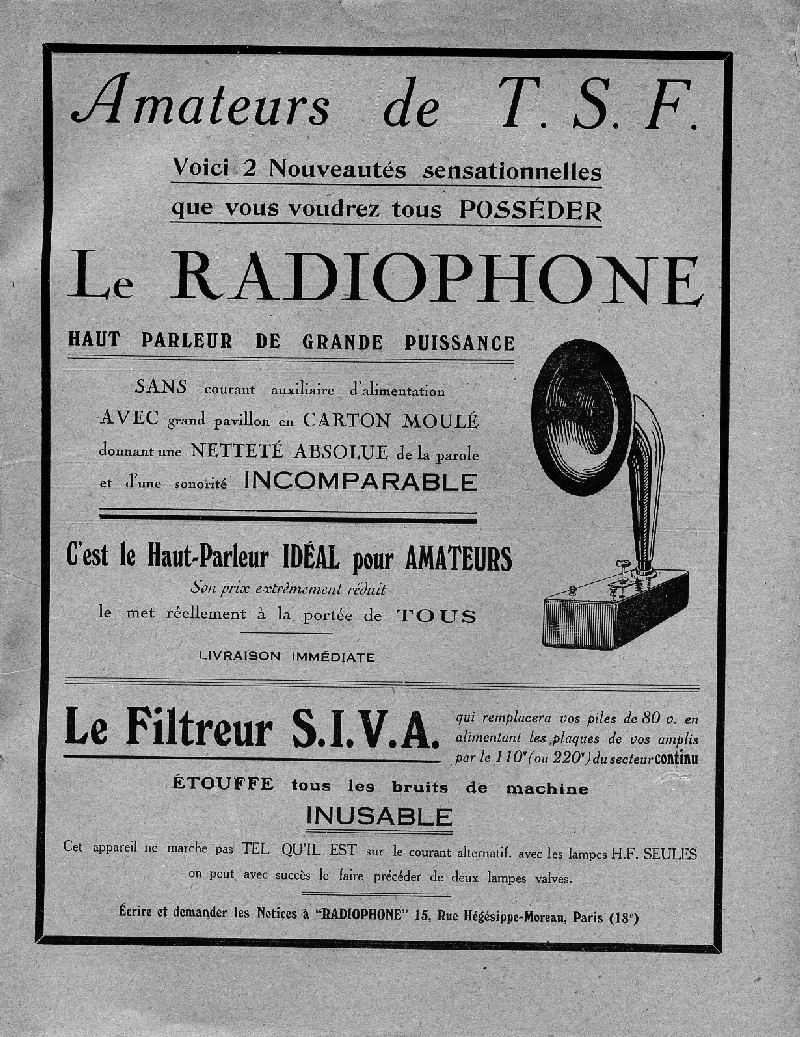 Amateurs de T. S. F.
Voici 2 Nouveautés sensationnelles
que vous voudrez tous POSSÉDER
Le RADIOPHONE
HAUT PARLEUR DE GRANDE PUISSANCE
SANS courant auxiliaire d'alimentation
AVEC grand pavillon en CARTON MOULÉ
donnant une NETTETÉ ABSOLUE de la parole
et d'une sonorité INCOMPARABLE
C'est le Haut-Parleur IDÉAL pour AMATEURS
Son prix extrêmement réduit
le met réellement à la portée de TOUS
LIVRAISON IMMÉDIATE
Le Filtreur S.I.V.A.
qui remplacera vos piles de 80 v. en
alimentant les plaques de vos amplis
par le 110ᵛ (ou 220ᵛ) du secteur continu
ÉTOUFFE tous les bruits de machine
INUSABLE
Cet appareil ne marche pas TEL QU'IL EST sur le courant alternatif. avec les lampes H.F. SEULES
on peut avec succès le faire précéder de deux lampes valves.
Écrire et demander les Notices à "RADIOPHONE" 15, Rue Hégésippe-Moreau, Paris (18ᵉ)